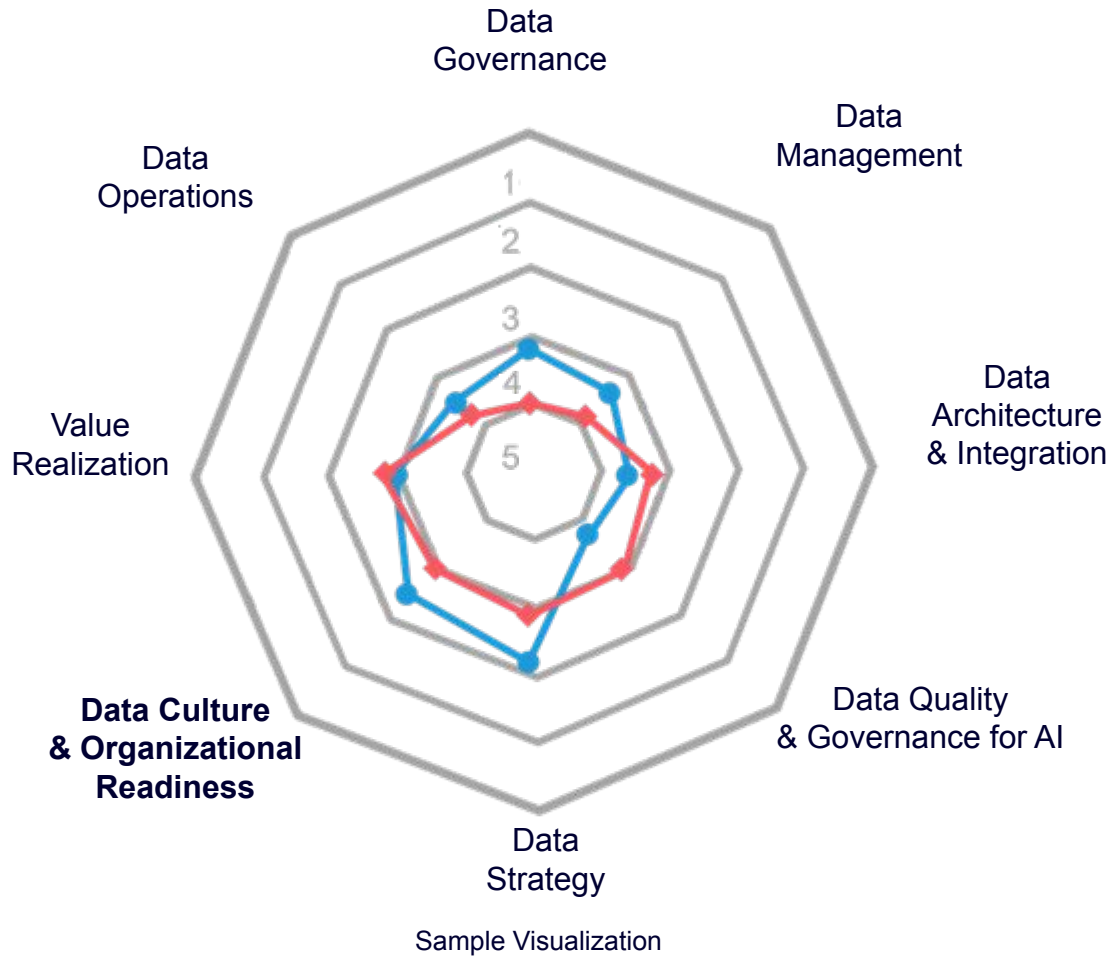 Data
Governance
Data
Management
Data
Operations
1
2
3
4
5
Data
Architecture
& Integration
Value
Realization
Data Quality
& Governance for AI
Data Culture
& Organizational
Readiness
Data
Strategy
Sample Visualization